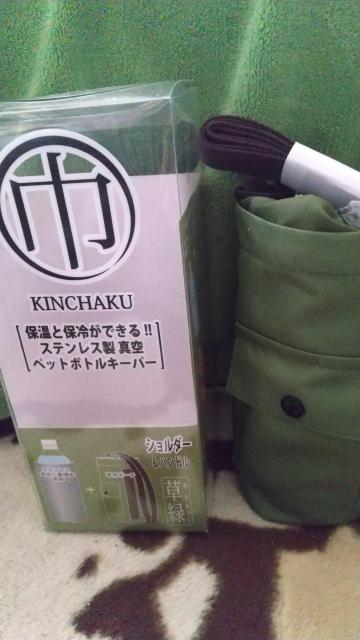 巾
KINCHAKU
保温と保冷ができる!!
ステンレス製 真空
ペットボトルキーパー
ショルダー
&ハンドル
+
草緑